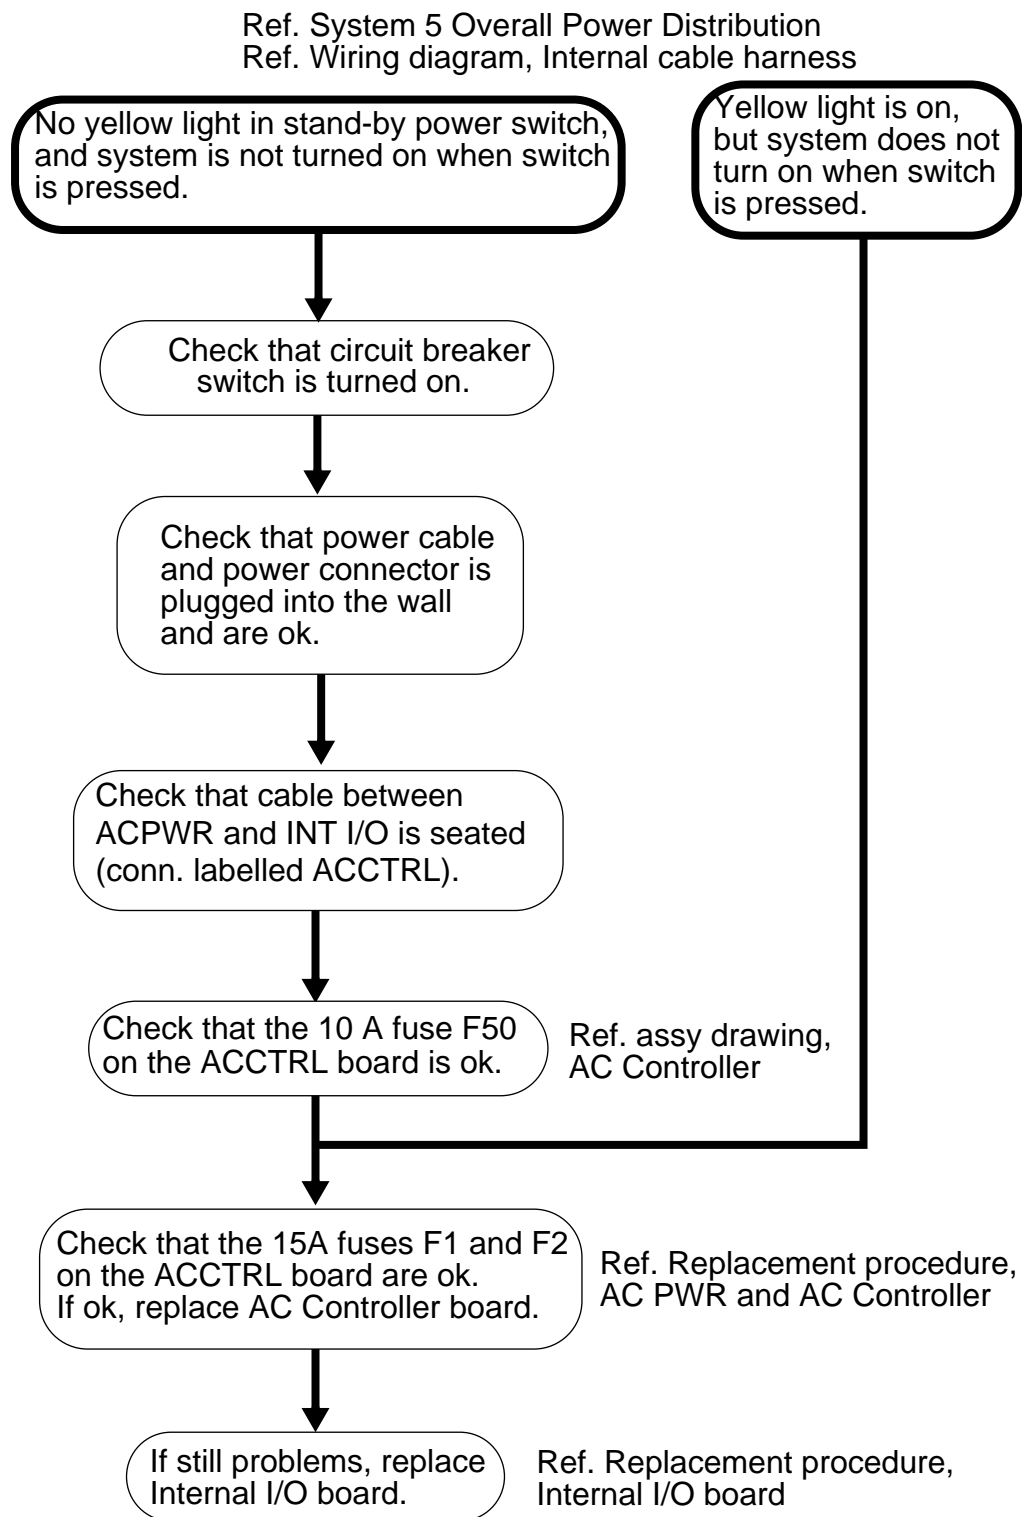 Ref. System 5 Overall Power Distribution
Ref. Wiring diagram, Internal cable harness
No yellow light in stand-by power switch,
and system is not turned on when switch
is pressed.
Yellow light is on,
but system does not
turn on when switch
is pressed.
Check that circuit breaker
switch is turned on.
Check that power cable
and power connector is
plugged into the wall
and are ok.
Check that cable between
ACPWR and INT I/O is seated
(conn. labelled ACCTRL).
Check that the 10 A fuse F50
on the ACCTRL board is ok.
Ref. assy drawing,
AC Controller
Check that the 15A fuses F1 and F2
on the ACCTRL board are ok.
If ok, replace AC Controller board.
Ref. Replacement procedure,
AC PWR and AC Controller
If still problems, replace
Internal I/O board.
Ref. Replacement procedure,
Internal I/O board